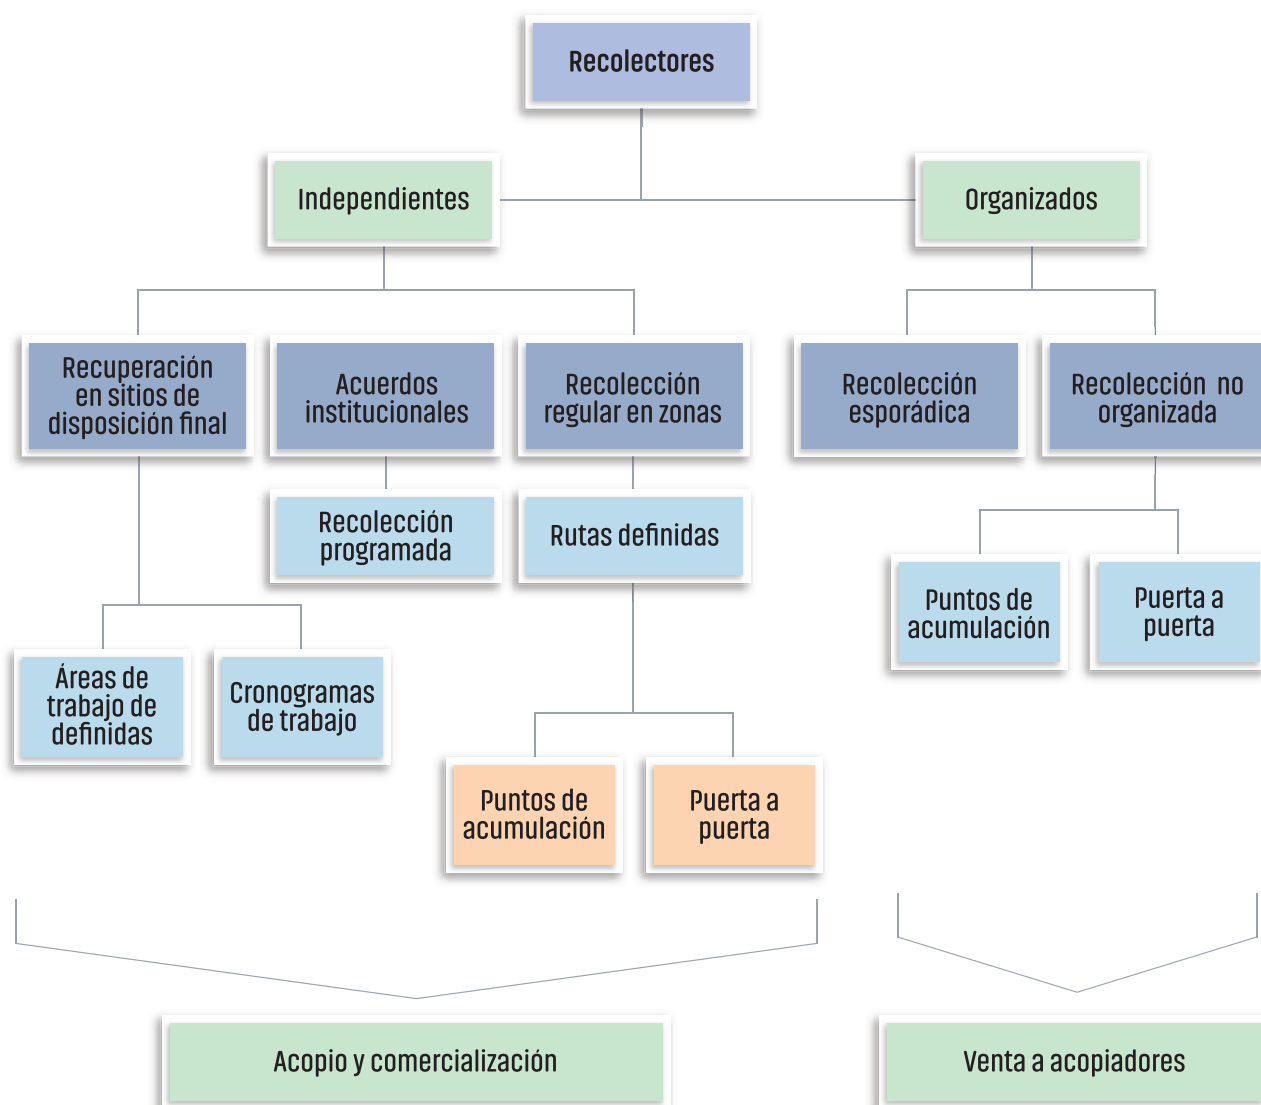 Recolectores
Independientes
Organizados
Recuperación
en sitios de
disposición final
Acuerdos
institucionales
Recolección
regular en zonas
Recolección
esporádica
Recolección no
organizada
Recolección
programada
Rutas definidas
Puntos de
acumulación
Puerta a
puerta
Áreas de
trabajo de
definidas
Cronogramas
de trabajo
Puntos de
acumulación
Puerta a
puerta
Acopio y comercialización
Venta a acopiadores